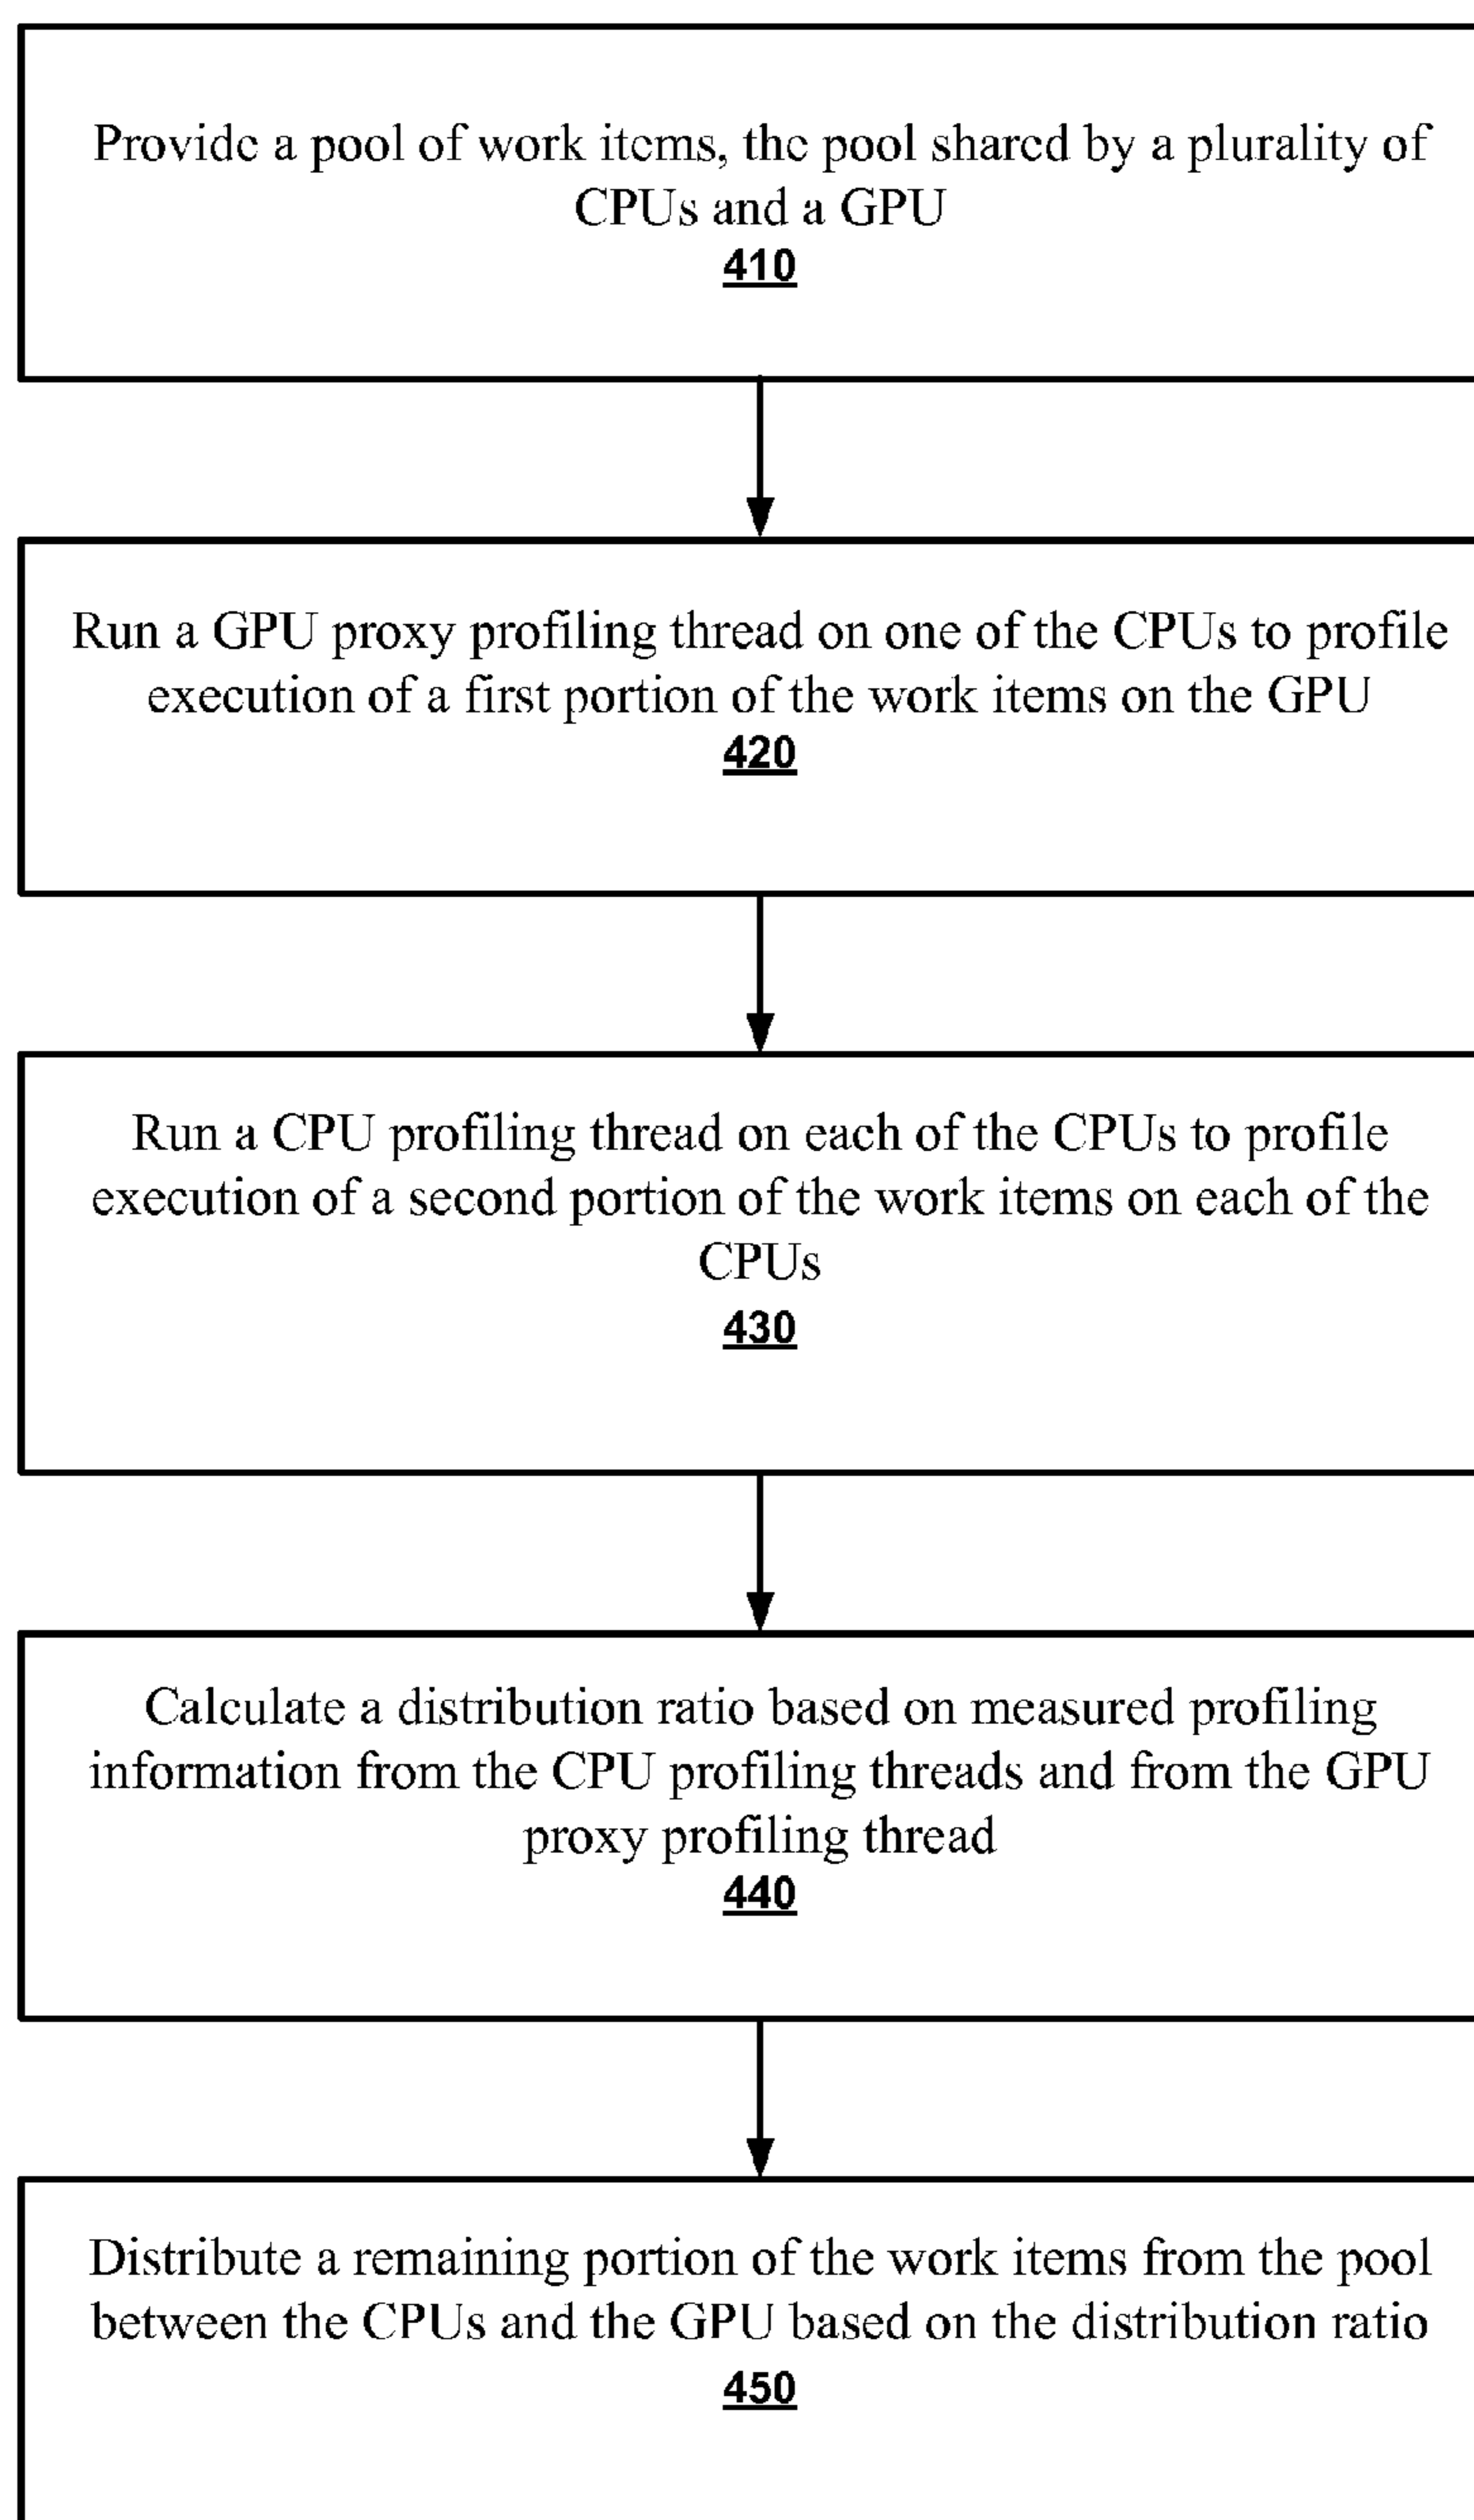 Provide a pool of work items, the pool shared by a plurality of
CPUs and a GPU
410
Run a GPU proxy profiling thread on one of the CPUs to profile
execution of a first portion of the work items on the GPU
420
Run a CPU profiling thread on each of the CPUs to profile
execution of a second portion of the work items on each of the
CPUs
430
Calculate a distribution ratio based on measured profiling
information from the CPU profiling threads and from the GPU
proxy profiling thread
440
Distribute a remaining portion of the work items from the pool
between the CPUs and the GPU based on the distribution ratio
450